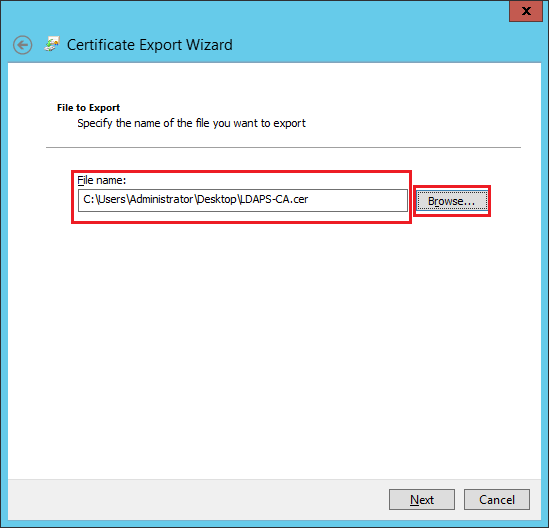 Certificate Export Wizard
File to Export
Specify the name of the file you want to export
File name:
C:\Users\Administrator\Desktop\LDAPS-CA.cer
Browse...
Next
Cancel